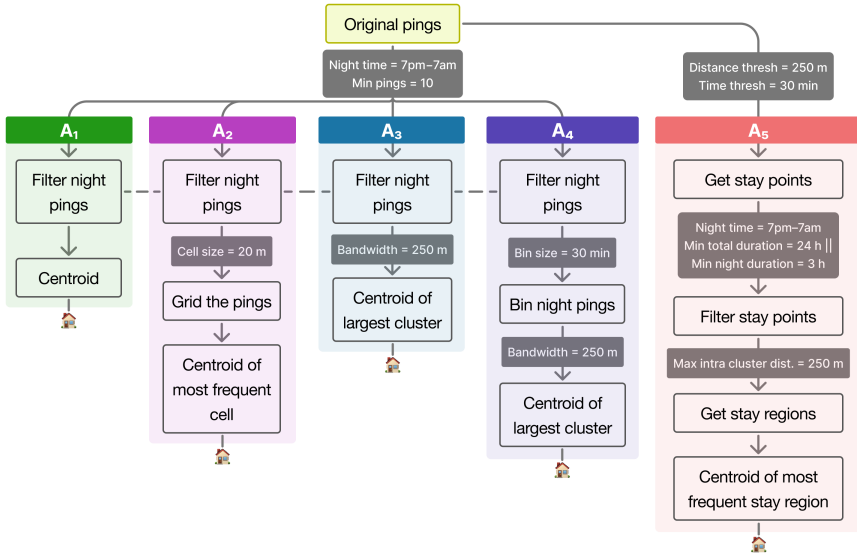 Original pings
Night time = 7pm–7am
Min pings = 10
Distance thresh = 250 m
Time thresh = 30 min
A₁
Filter night
pings
Centroid
A₂
Filter night
pings
Cell size = 20 m
Grid the pings
Centroid of
most frequent
cell
A₃
Filter night
pings
Bandwidth = 250 m
Centroid of
largest cluster
A₄
Filter night
pings
Bin size = 30 min
Bin night pings
Bandwidth = 250 m
Centroid of
largest cluster
A₅
Get stay points
Night time = 7pm–7am
Min total duration = 24 h ||
Min night duration = 3 h
Filter stay points
Max intra cluster dist. = 250 m
Get stay regions
Centroid of most
frequent stay region